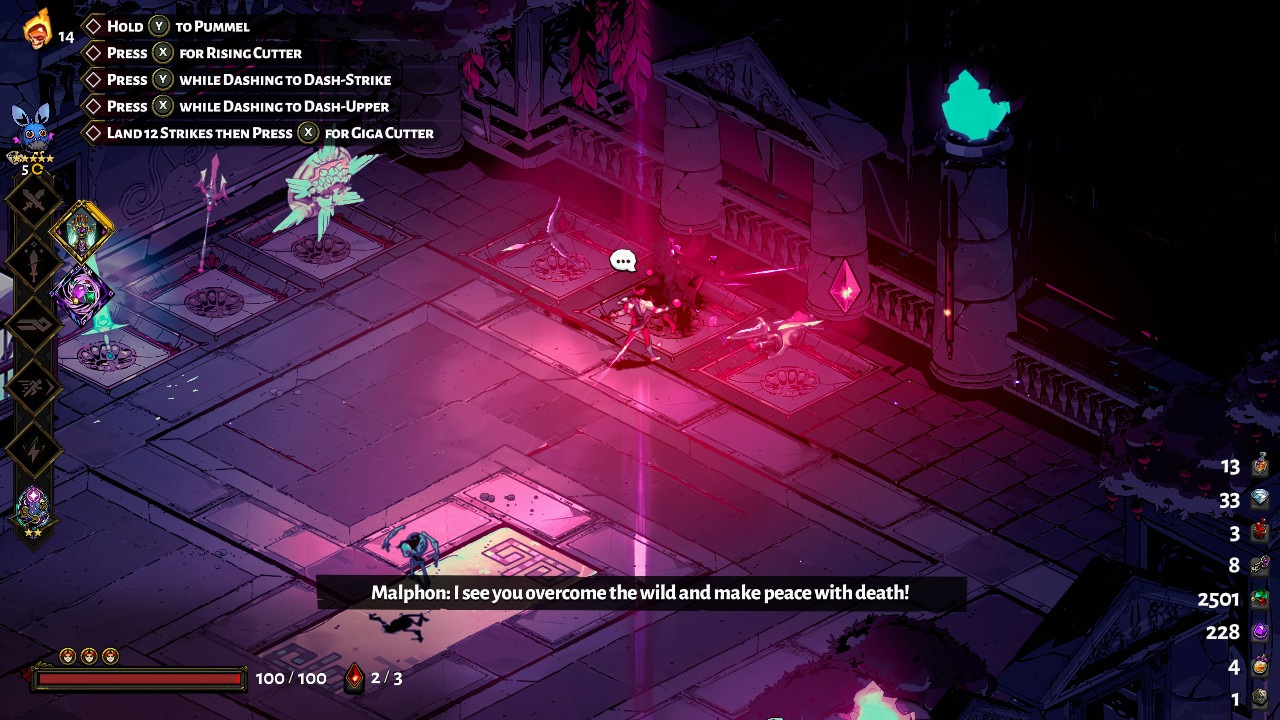 14
HOLD Y TO PUMMEL
PRESS X FOR RISING CUTTER
PRESS Y WHILE DASHING TO DASH-STRIKE
PRESS X WHILE DASHING TO DASH-UPPER
LAND 12 STRIKES THEN PRESS X FOR GIGA CUTTER
5
13
33
3
8
2501
228
4
1
Malphon: I see you overcome the wild and make peace with death!
100 / 100
2 / 3